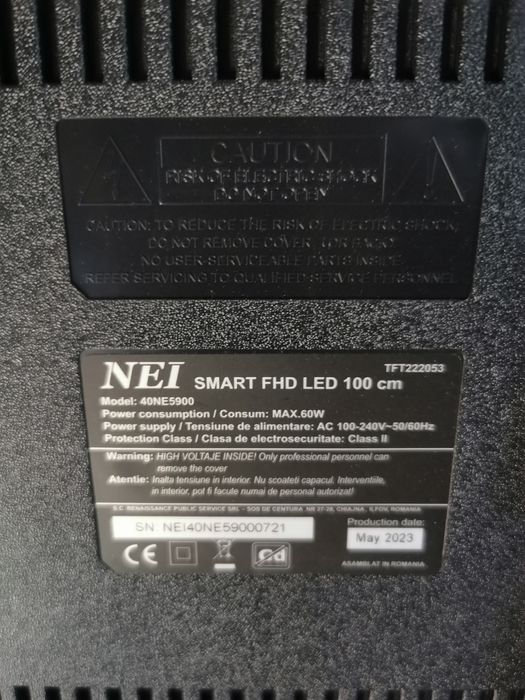 CAUTION
RISK OF ELECTRIC SHOCK
DO NOT OPEN
CAUTION: TO REDUCE THE RISK OF ELECTRIC SHOCK,
DO NOT REMOVE COVER (OR BACK)
NO USER-SERVICEABLE PARTS INSIDE
REFER SERVICING TO QUALIFIED SERVICE PERSONNEL
TFT222053
NEI SMART FHD LED 100 cm
Model: 40NE5900
Power consumption / Consum: MAX.60W
Power supply / Tensiune de alimentare: AC 100-240V~50/60Hz
Protection Class / Clasa de electrosecuritate: Class II
Warning: HIGH VOLTAJE INSIDE! Only professional personnel can
remove the cover
Atentie: Inalta tensiune in interior. Nu scoateti capacul. Interventiile,
in interior, pot fi facute numai de personal autorizat!
S.C. RENAISSANCE PUBLIC SERVICE SRL - SOS DE CENTURA NR 27-28, CHIAJNA, ILFOV, ROMANIA
SN NEI40NE59000721
Production date:
May 2023
CE
Cd
ASAMBLAT IN ROMANIA